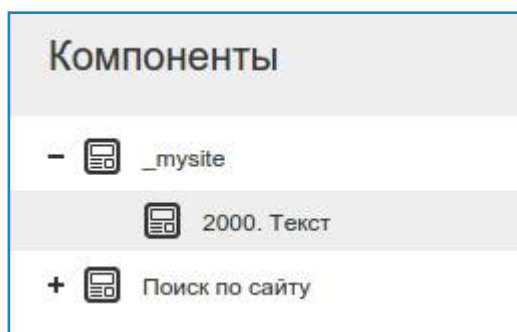 Компоненты
_mysite
2000. Текст
Поиск по сайту